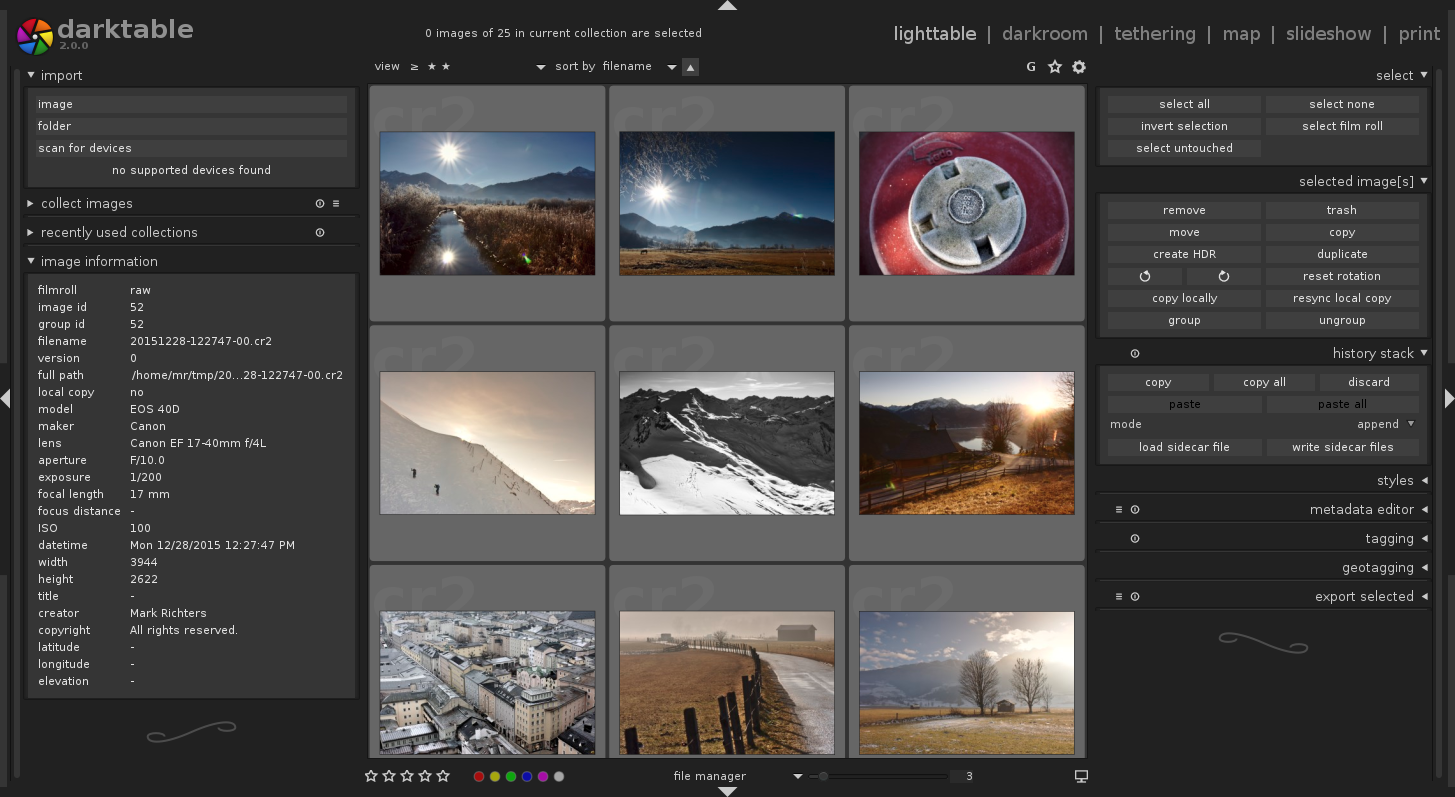 darktable
2.0.0
0 images of 25 in current collection are selected
lighttable | darkroom | tethering | map | slideshow | print
view ≥ ★ ★ sort by filename
G
import
image
folder
scan for devices
no supported devices found
collect images
recently used collections
image information
filmroll raw
image id 52
group id 52
filename 20151228-122747-00.cr2
version 0
full path /home/mr/tmp/20...28-122747-00.cr2
local copy no
model EOS 40D
maker Canon
lens Canon EF 17-40mm f/4L
aperture F/10.0
exposure 1/200
focal length 17 mm
focus distance -
ISO 100
datetime Mon 12/28/2015 12:27:47 PM
width 3944
height 2622
title -
creator Mark Richters
copyright All rights reserved.
latitude -
longitude -
elevation -
cr2 cr2 cr2
cr2 cr2 cr2
cr2 cr2 cr2
file manager 3
select
select all select none
invert selection select film roll
select untouched
selected image[s]
remove trash
move copy
create HDR duplicate
reset rotation
copy locally resync local copy
group ungroup
history stack
copy copy all discard
paste paste all
mode append
load sidecar file write sidecar files
styles
metadata editor
tagging
geotagging
export selected